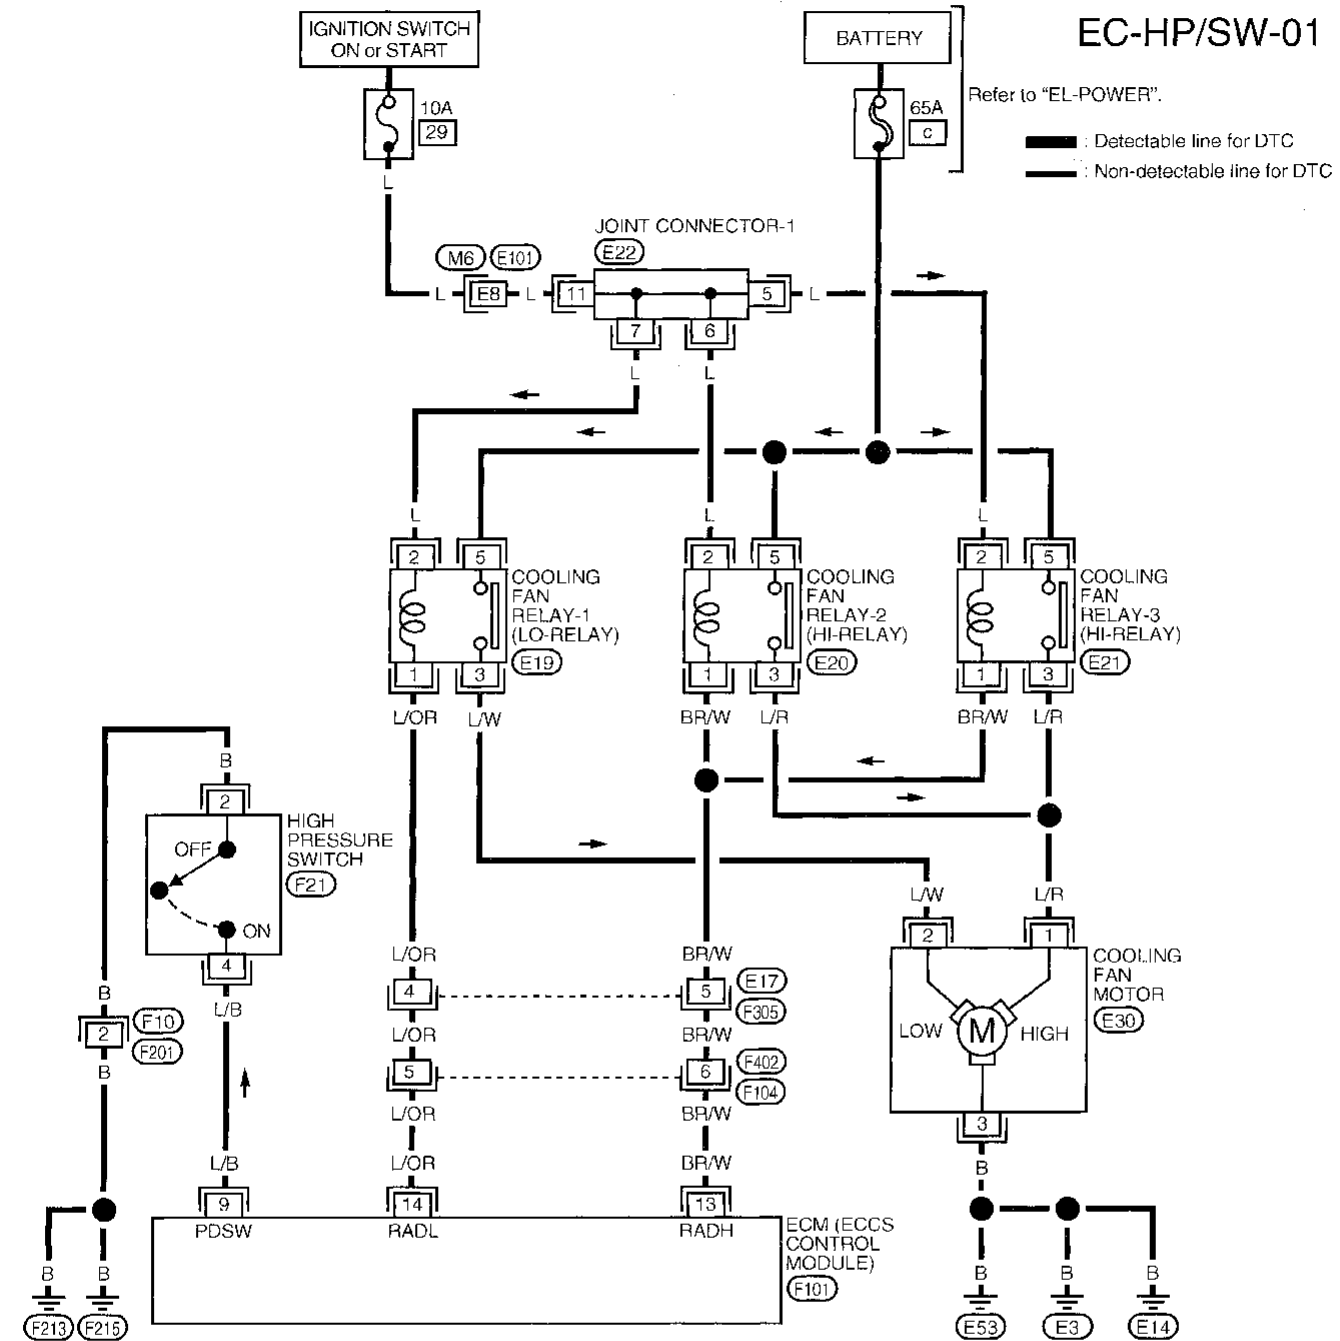 EC-HP/SW-01
IGNITION SWITCH
ON or START
BATTERY
10A
29
65A
c
Refer to "EL-POWER".
: Detectable line for DTC
: Non-detectable line for DTC
L
JOINT CONNECTOR-1
M6 E101 E22
L E8 L 11 5 L
7 6
L L
L L L
2 5 2 5 2 5
COOLING
FAN
RELAY-1
(LO-RELAY)
E19
COOLING
FAN
RELAY-2
(HI-RELAY)
E20
COOLING
FAN
RELAY-3
(HI-RELAY)
E21
1 3 1 3 1 3
L/OR L/W BR/W L/R BR/W L/R
B
2
HIGH
PRESSURE
SWITCH
F21
OFF
ON
4
L/B
L/W L/R
2 1
COOLING
FAN
MOTOR
E30
LOW M HIGH
3
B
L/OR BR/W
4 5 E17
F305
B
2 F10
F201
B
L/OR BR/W
5 6 F402
F104
L/OR BR/W
L/B L/OR BR/W
9 14 13
PDSW RADL RADH
ECM (ECCS
CONTROL
MODULE)
F101
B B B B B
F213 F215 E53 E3 E14